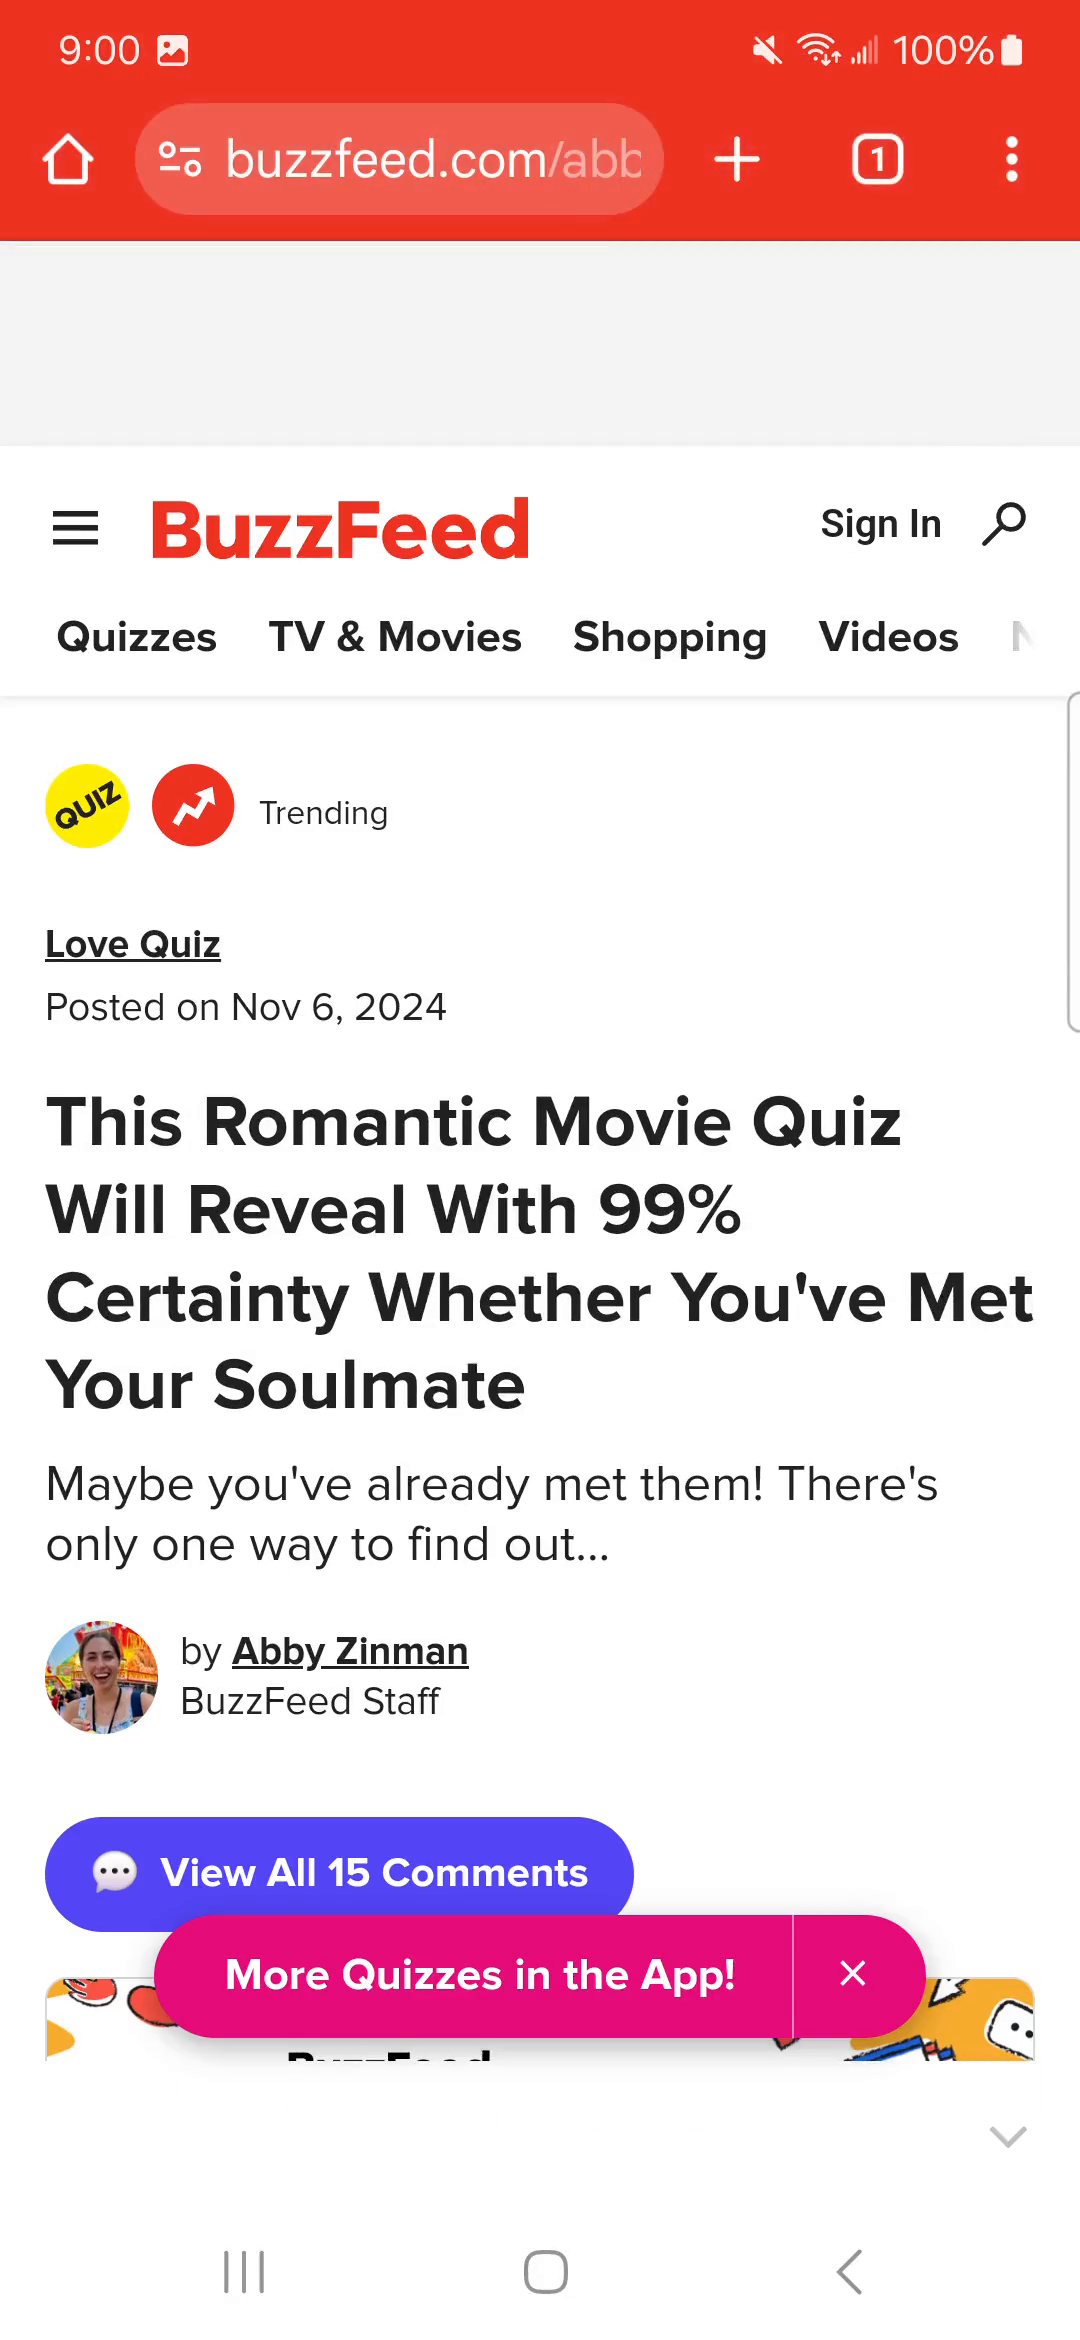 9:00
100%
buzzfeed.com/abb
1
BuzzFeed
Sign In
Quizzes TV & Movies Shopping Videos
QUIZ
Trending
Love Quiz
Posted on Nov 6, 2024
This Romantic Movie Quiz
Will Reveal With 99%
Certainty Whether You've Met
Your Soulmate
Maybe you've already met them! There's
only one way to find out...
by Abby Zinman
BuzzFeed Staff
View All 15 Comments
More Quizzes in the App!